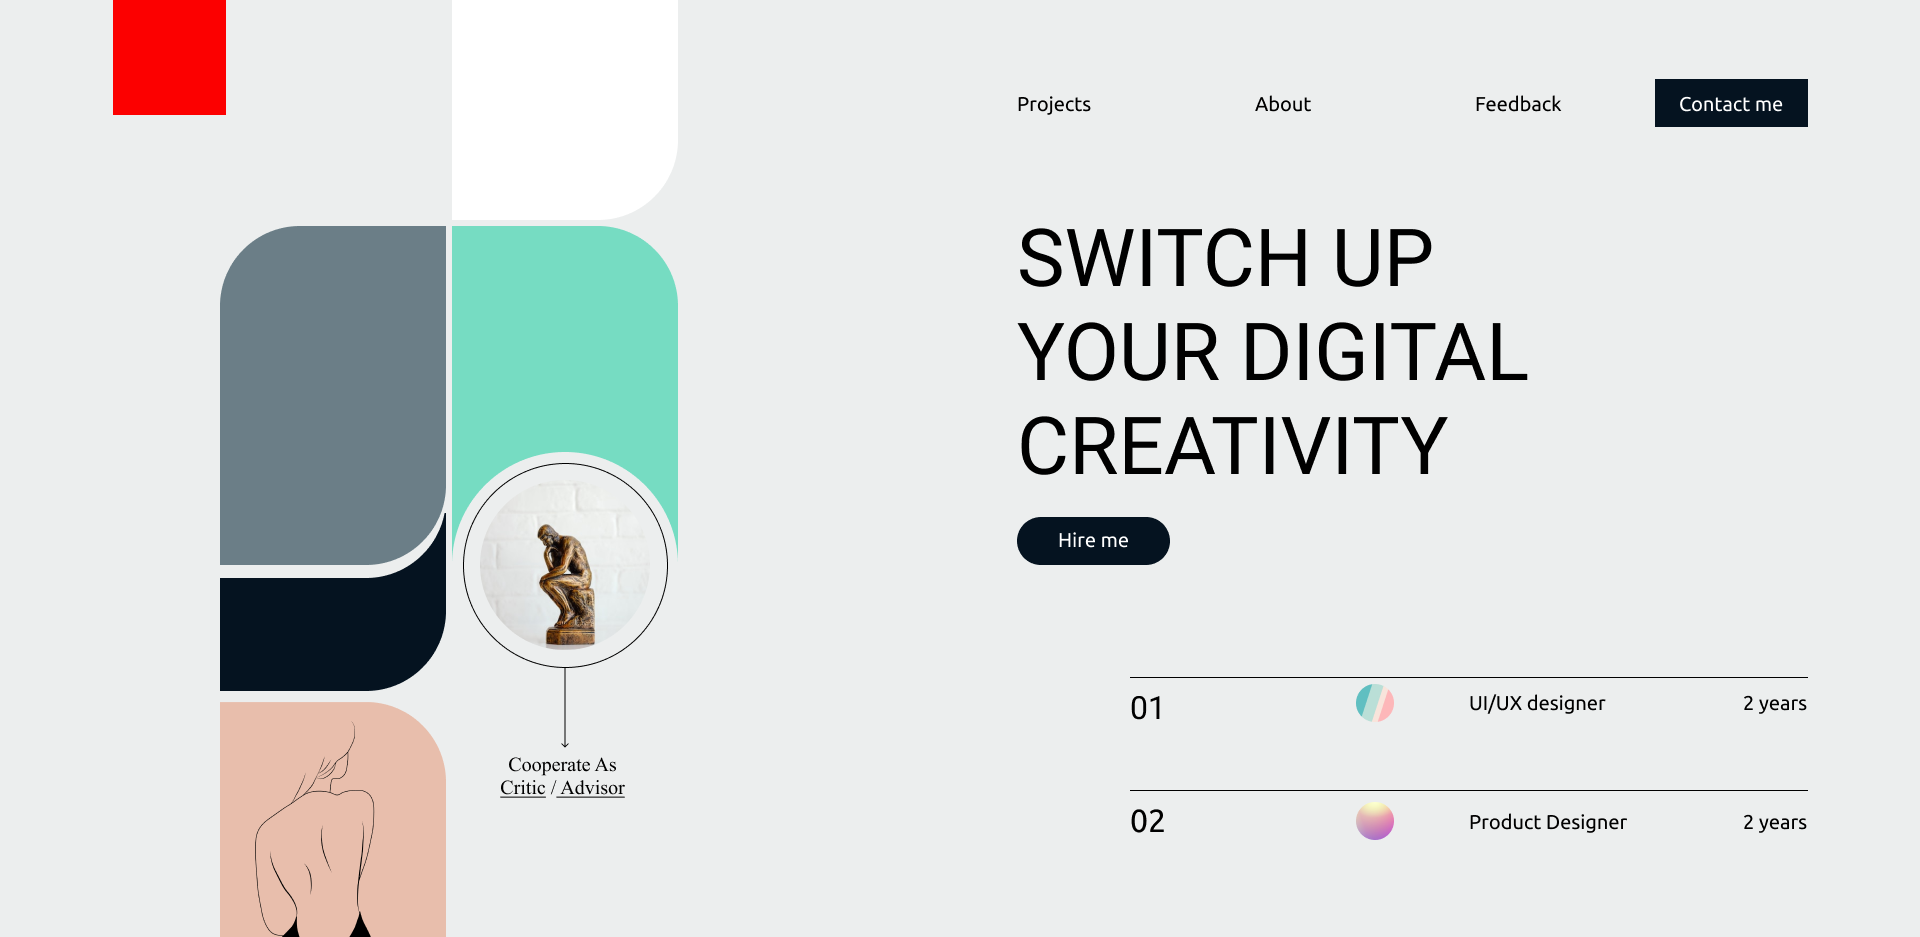 Projects
About
Feedback
Contact me
SWITCH UP
YOUR DIGITAL
CREATIVITY
Hire me
Cooperate As
Critic / Advisor
01
UI/UX designer
2 years
02
Product Designer
2 years